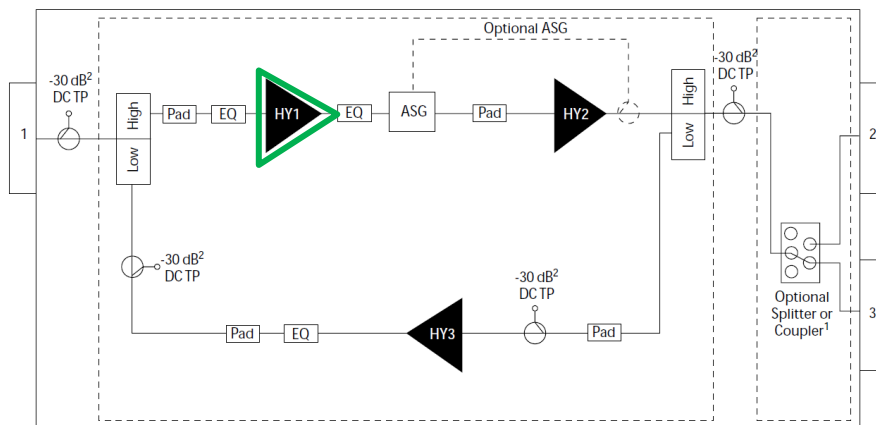 Optional ASG
-30 dB²
DC TP
-30 dB²
DC TP
1
High
Low
Pad
EQ
HY1
EQ
ASG
Pad
HY2
High
Low
2
-30 dB²
DC TP
-30 dB²
DC TP
Pad
EQ
HY3
Pad
Optional
Splitter or
Coupler¹
3